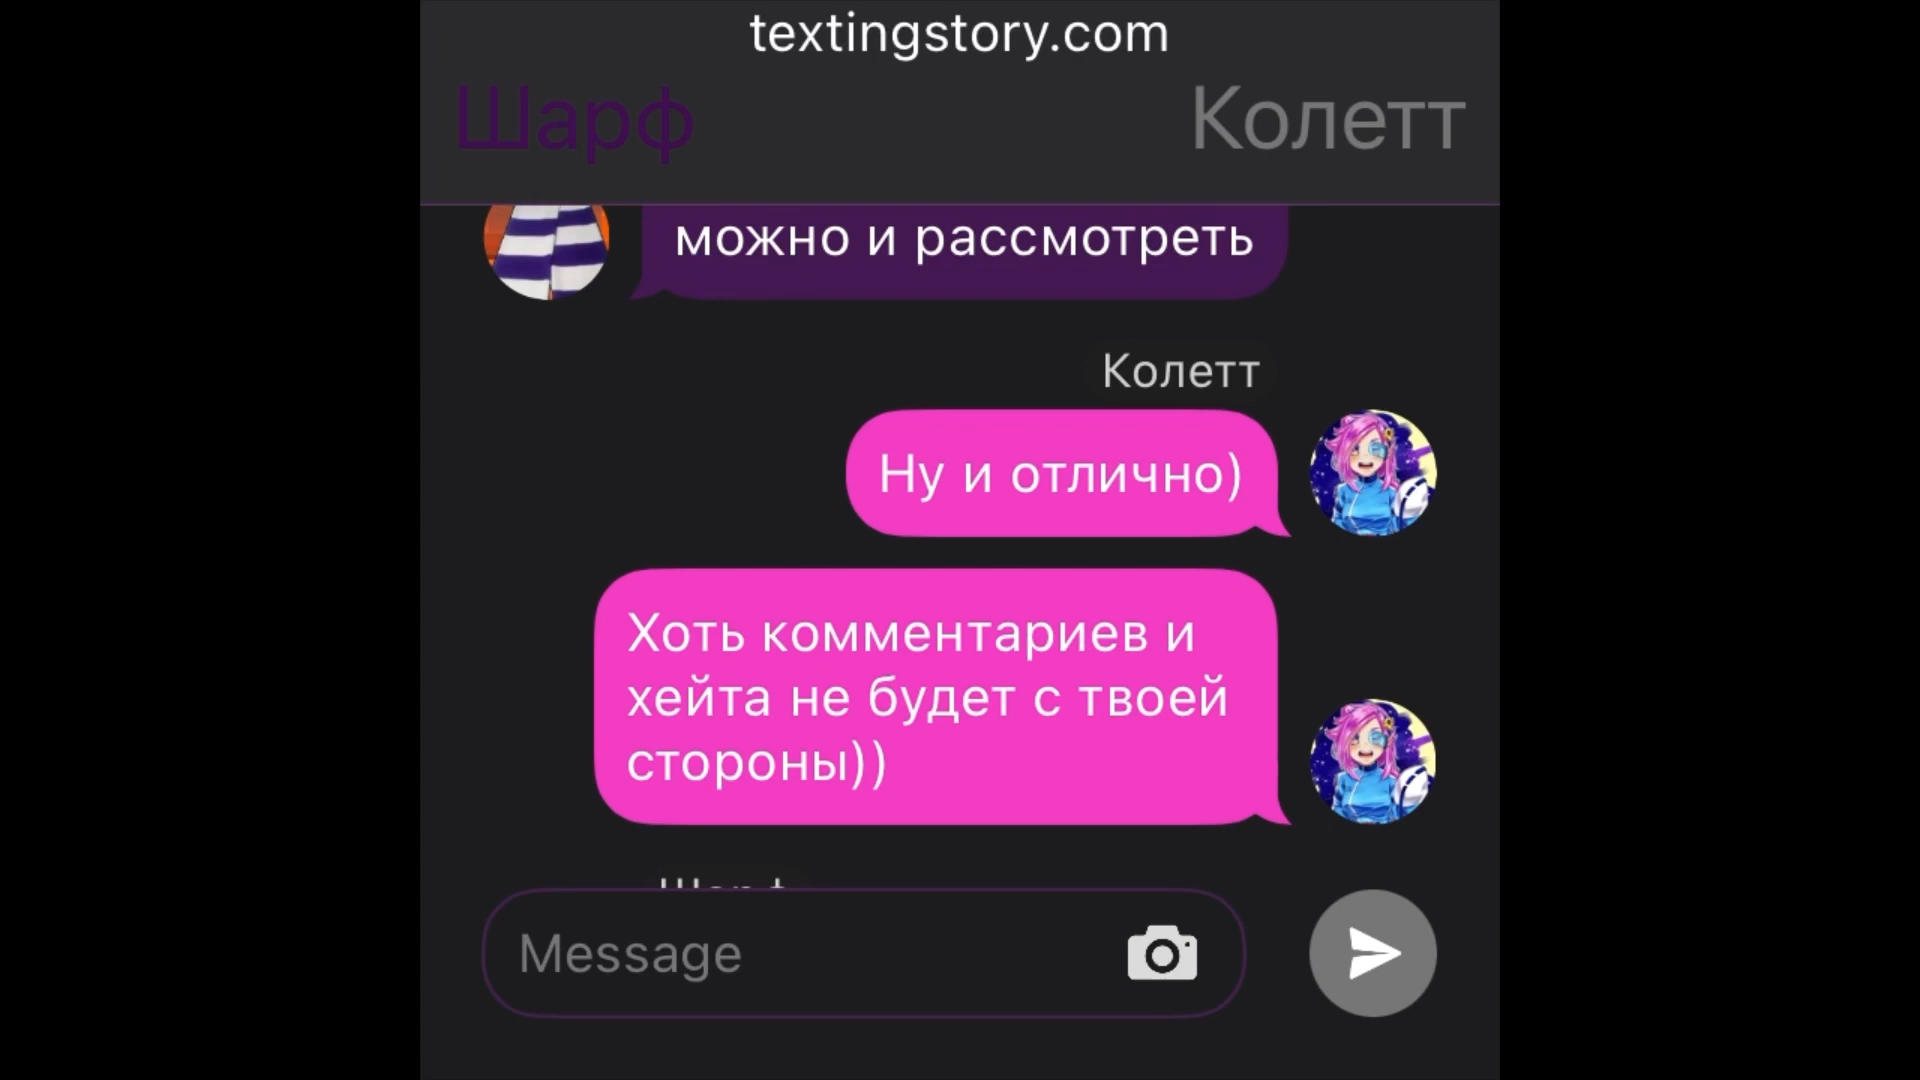 textingstory.com
Шарф Колетт
можно и рассмотреть
Колетт
Ну и отлично)
Хоть комментариев и
хейта не будет с твоей
стороны))
Message